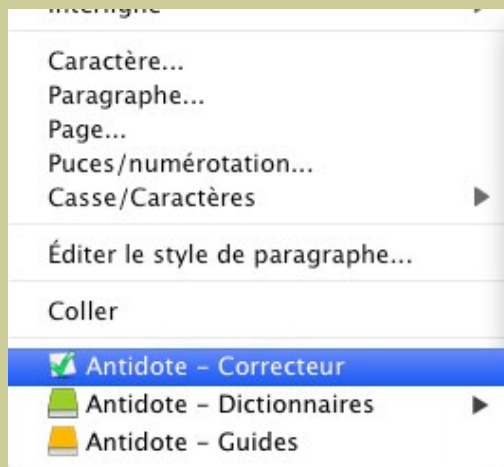 Interligne
Caractère...
Paragraphe...
Page...
Puces/numérotation...
Casse/Caractères
Éditer le style de paragraphe...
Coller
Antidote – Correcteur
Antidote – Dictionnaires
Antidote – Guides